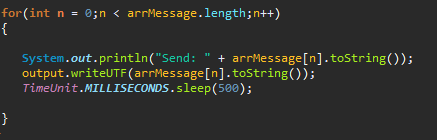 for(int n = 0;n < arrMessage.length;n++)
{
System.out.println("Send: " + arrMessage[n].toString());
output.writeUTF(arrMessage[n].toString());
TimeUnit.MILLISECONDS.sleep(500);
}